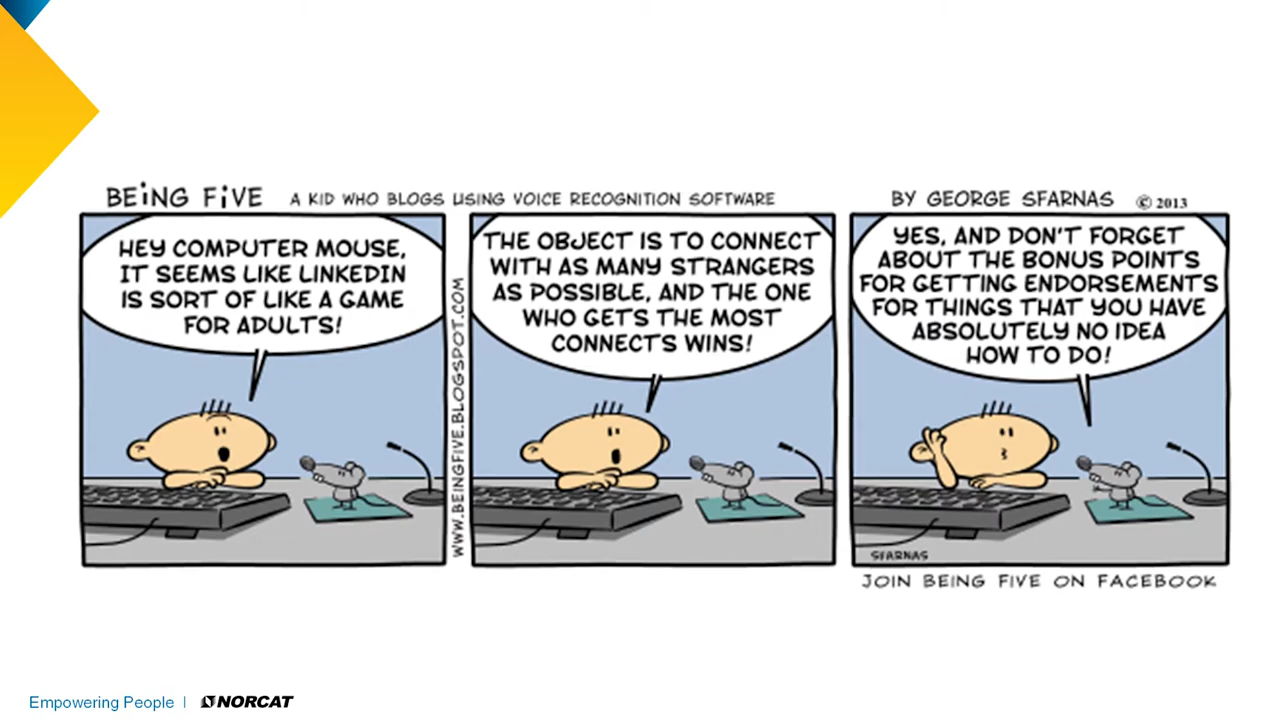 BEING FIVE A KID WHO BLOGS USING VOICE RECOGNITION SOFTWARE BY GEORGE SFARNAS © 2013
HEY COMPUTER MOUSE,
IT SEEMS LIKE LINKEDIN
IS SORT OF LIKE A GAME
FOR ADULTS!
WWW.BEINGFIVE.BLOGSPOT.COM
THE OBJECT IS TO CONNECT
WITH AS MANY STRANGERS
AS POSSIBLE, AND THE ONE
WHO GETS THE MOST
CONNECTS WINS!
YES, AND DON'T FORGET
ABOUT THE BONUS POINTS
FOR GETTING ENDORSEMENTS
FOR THINGS THAT YOU HAVE
ABSOLUTELY NO IDEA
HOW TO DO!
SFARNAS
JOIN BEING FIVE ON FACEBOOK
Empowering People | NORCAT